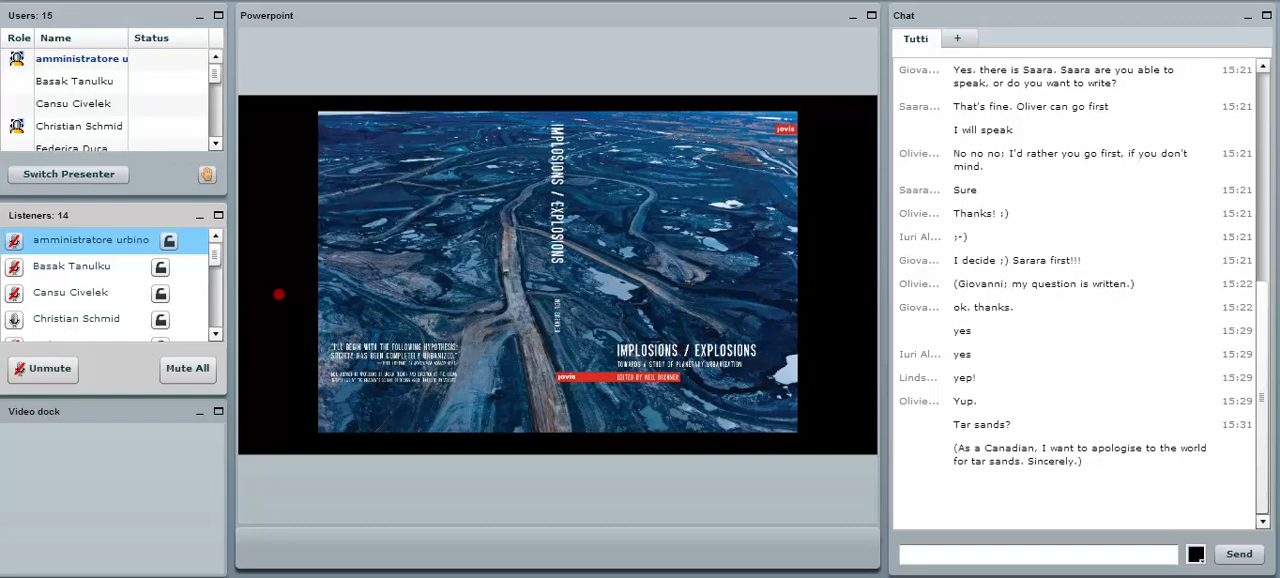 Users: 15
Role Name Status
amministratore u
Basak Tanulku
Cansu Civelek
Christian Schmid
Federica Duca
Switch Presenter
Listeners: 14
amministratore urbino
Basak Tanulku
Cansu Civelek
Christian Schmid
Unmute
Mute All
Video dock
Powerpoint
jovis
IMPLOSIONS / EXPLOSIONS
"I'LL BEGIN WITH THE FOLLOWING HYPOTHESIS:
SOCIETY HAS BEEN COMPLETELY URBANIZED."
IMPLOSIONS / EXPLOSIONS
TOWARDS A STUDY OF PLANETARY URBANIZATION
jovis EDITED BY NEIL BRENNER
Chat
Tutti +
Giova... Yes. there is Saara. Saara are you able to 15:21
speak, or do you want to write?
Saara... That's fine. Oliver can go first 15:21
I will speak
Olivie... No no no; I'd rather you go first, if you don't 15:21
mind.
Saara... Sure 15:21
Olivie... Thanks! :) 15:21
Iuri Al... ;-) 15:21
Giova... I decide ;) Sarara first!!! 15:21
Olivie... (Giovanni; my question is written.) 15:22
Giova... ok. thanks. 15:22
yes 15:29
Iuri Al... yes 15:29
Linds... yep! 15:29
Olivie... Yup. 15:29
Tar sands? 15:31
(As a Canadian, I want to apologise to the world
for tar sands. Sincerely.)
Send